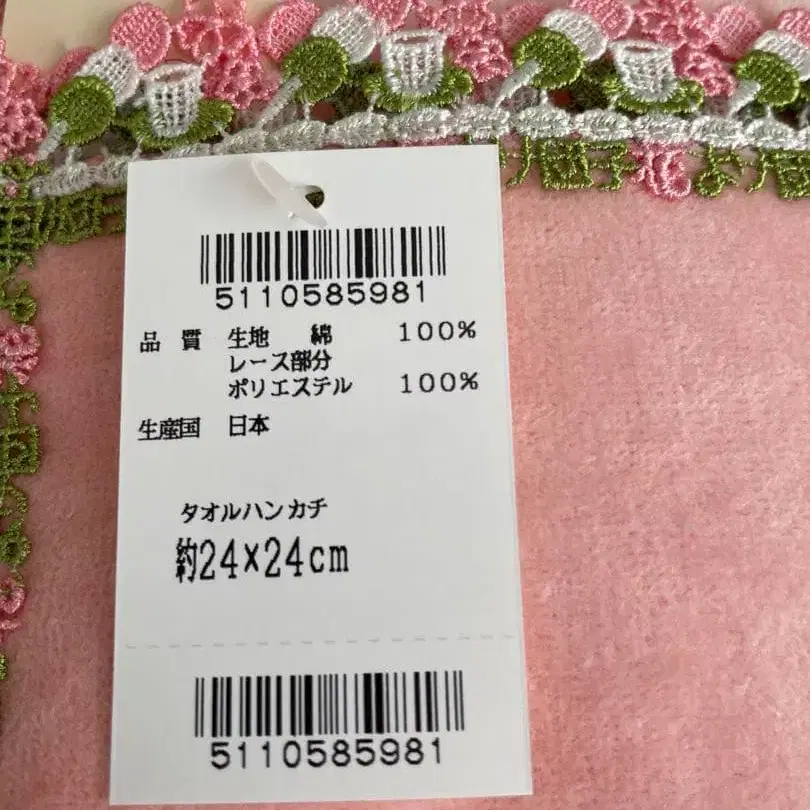 5110585981
品 質 生地 綿 100%
レース部分
ポリエステル 100%
生産国 日本
タオルハンカチ
約24×24cm
5110585981